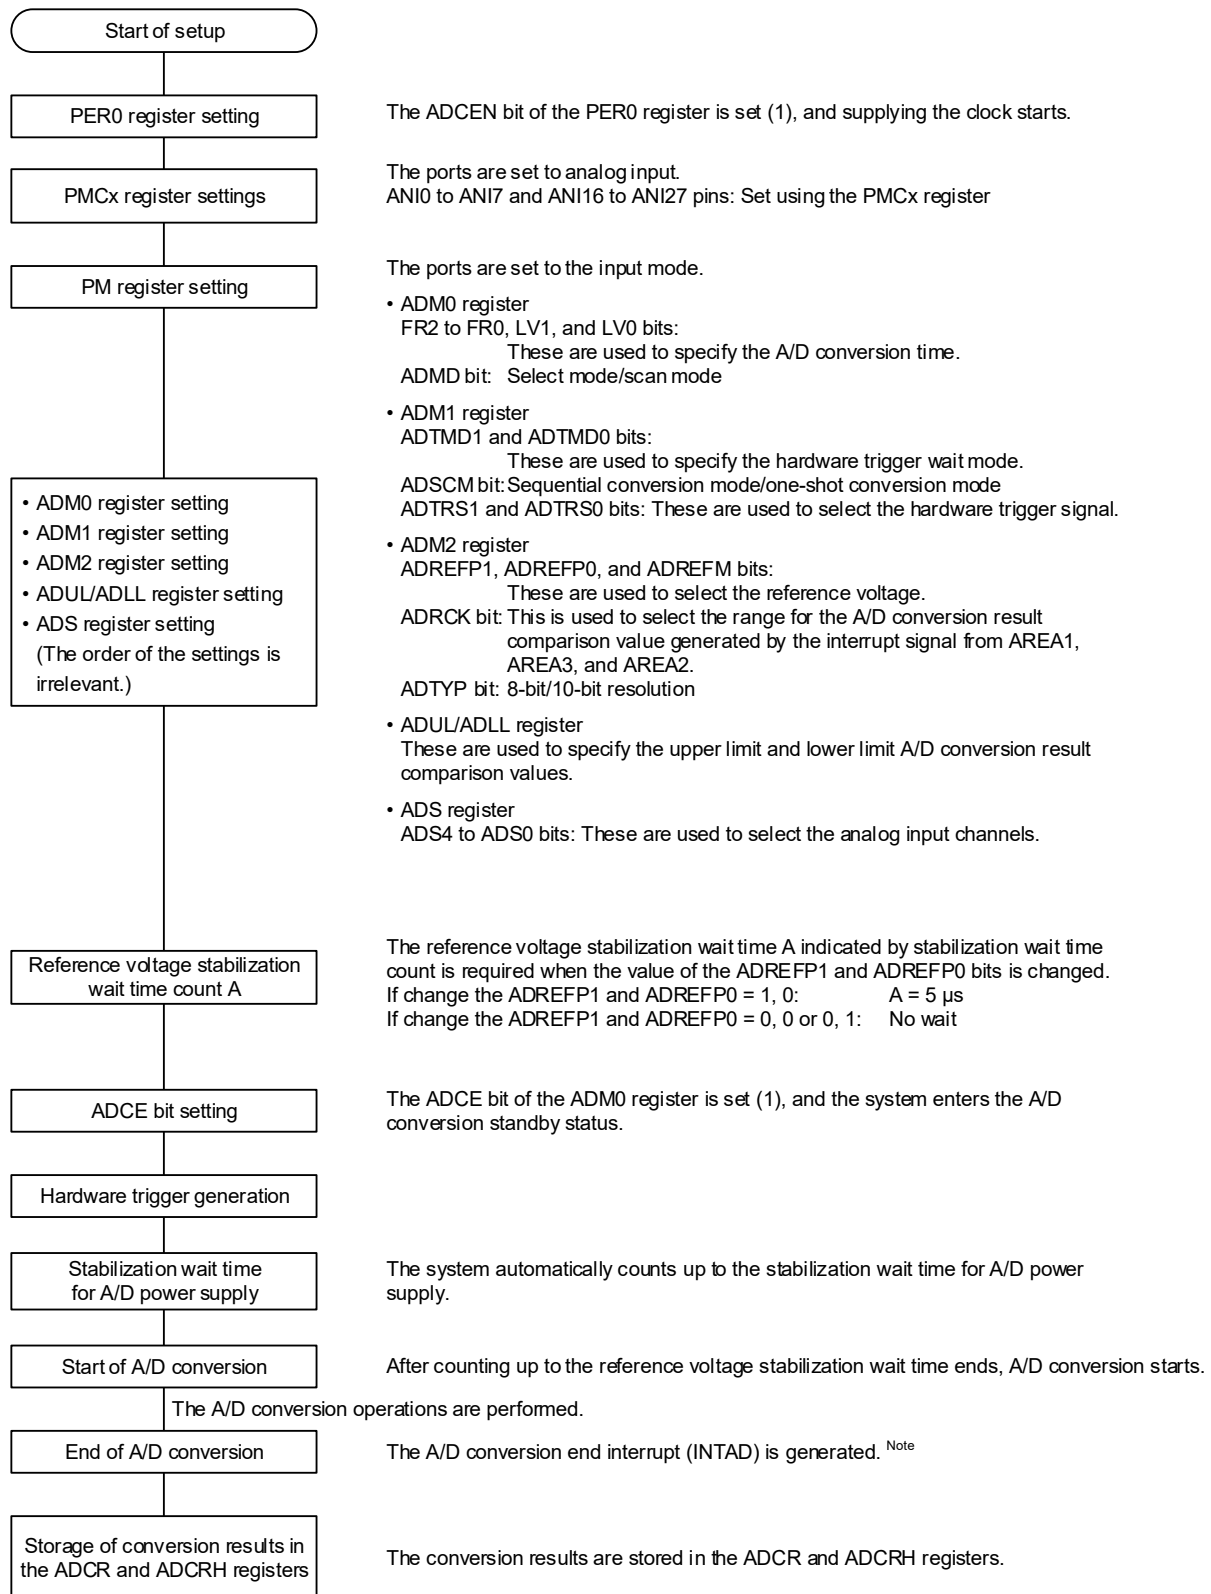 Start of setup
PER0 register setting
The ADCEN bit of the PER0 register is set (1), and supplying the clock starts.
PMCx register settings
The ports are set to analog input.
ANI0 to ANI7 and ANI16 to ANI27 pins: Set using the PMCx register
PM register setting
The ports are set to the input mode.
• ADM0 register setting
• ADM1 register setting
• ADM2 register setting
• ADUL/ADLL register setting
• ADS register setting
(The order of the settings is
irrelevant.)
• ADM0 register
FR2 to FR0, LV1, and LV0 bits:
These are used to specify the A/D conversion time.
ADMD bit: Select mode/scan mode
• ADM1 register
ADTMD1 and ADTMD0 bits:
These are used to specify the hardware trigger wait mode.
ADSCM bit: Sequential conversion mode/one-shot conversion mode
ADTRS1 and ADTRS0 bits: These are used to select the hardware trigger signal.
• ADM2 register
ADREFP1, ADREFP0, and ADREFM bits:
These are used to select the reference voltage.
ADRCK bit: This is used to select the range for the A/D conversion result
comparison value generated by the interrupt signal from AREA1,
AREA3, and AREA2.
ADTYP bit: 8-bit/10-bit resolution
• ADUL/ADLL register
These are used to specify the upper limit and lower limit A/D conversion result
comparison values.
• ADS register
ADS4 to ADS0 bits: These are used to select the analog input channels.
Reference voltage stabilization
wait time count A
The reference voltage stabilization wait time A indicated by stabilization wait time
count is required when the value of the ADREFP1 and ADREFP0 bits is changed.
If change the ADREFP1 and ADREFP0 = 1, 0: A = 5 µs
If change the ADREFP1 and ADREFP0 = 0, 0 or 0, 1: No wait
ADCE bit setting
The ADCE bit of the ADM0 register is set (1), and the system enters the A/D
conversion standby status.
Hardware trigger generation
Stabilization wait time
for A/D power supply
The system automatically counts up to the stabilization wait time for A/D power
supply.
Start of A/D conversion
After counting up to the reference voltage stabilization wait time ends, A/D conversion starts.
The A/D conversion operations are performed.
End of A/D conversion
The A/D conversion end interrupt (INTAD) is generated. Note
Storage of conversion results in
the ADCR and ADCRH registers
The conversion results are stored in the ADCR and ADCRH registers.